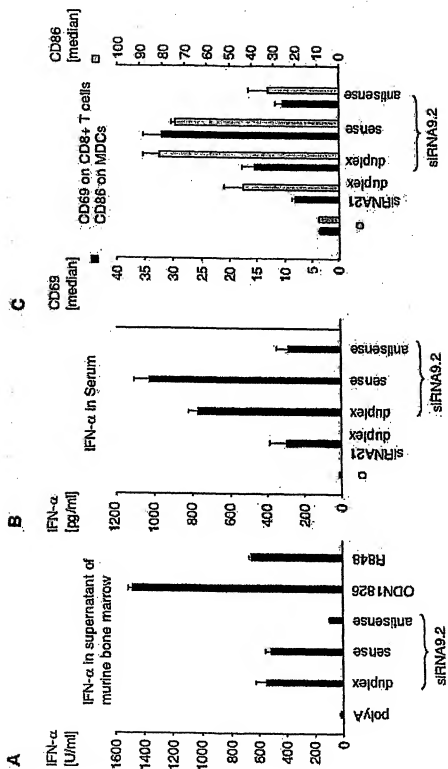 A
IFN-α
[U/ml]
1600
1400
1200
1000
800
600
400
200
0
IFN-α in supernatant of
murine bone marrow
polyA
duplex
sense
antisense
ODN1826
R848
siRNA9.2
B
IFN-α
[pg/ml]
1200
1000
800
600
400
200
0
IFN-α in Serum
siRNA21
duplex
duplex
sense
antisense
siRNA9.2
C
CD69
[median]
40
35
30
25
20
15
10
5
0
CD69 on CD8+ T cells
CD86 on MDCs
CD86
[median]
100
90
80
70
60
50
40
30
20
10
0
siRNA21
duplex
duplex
sense
antisense
siRNA9.2